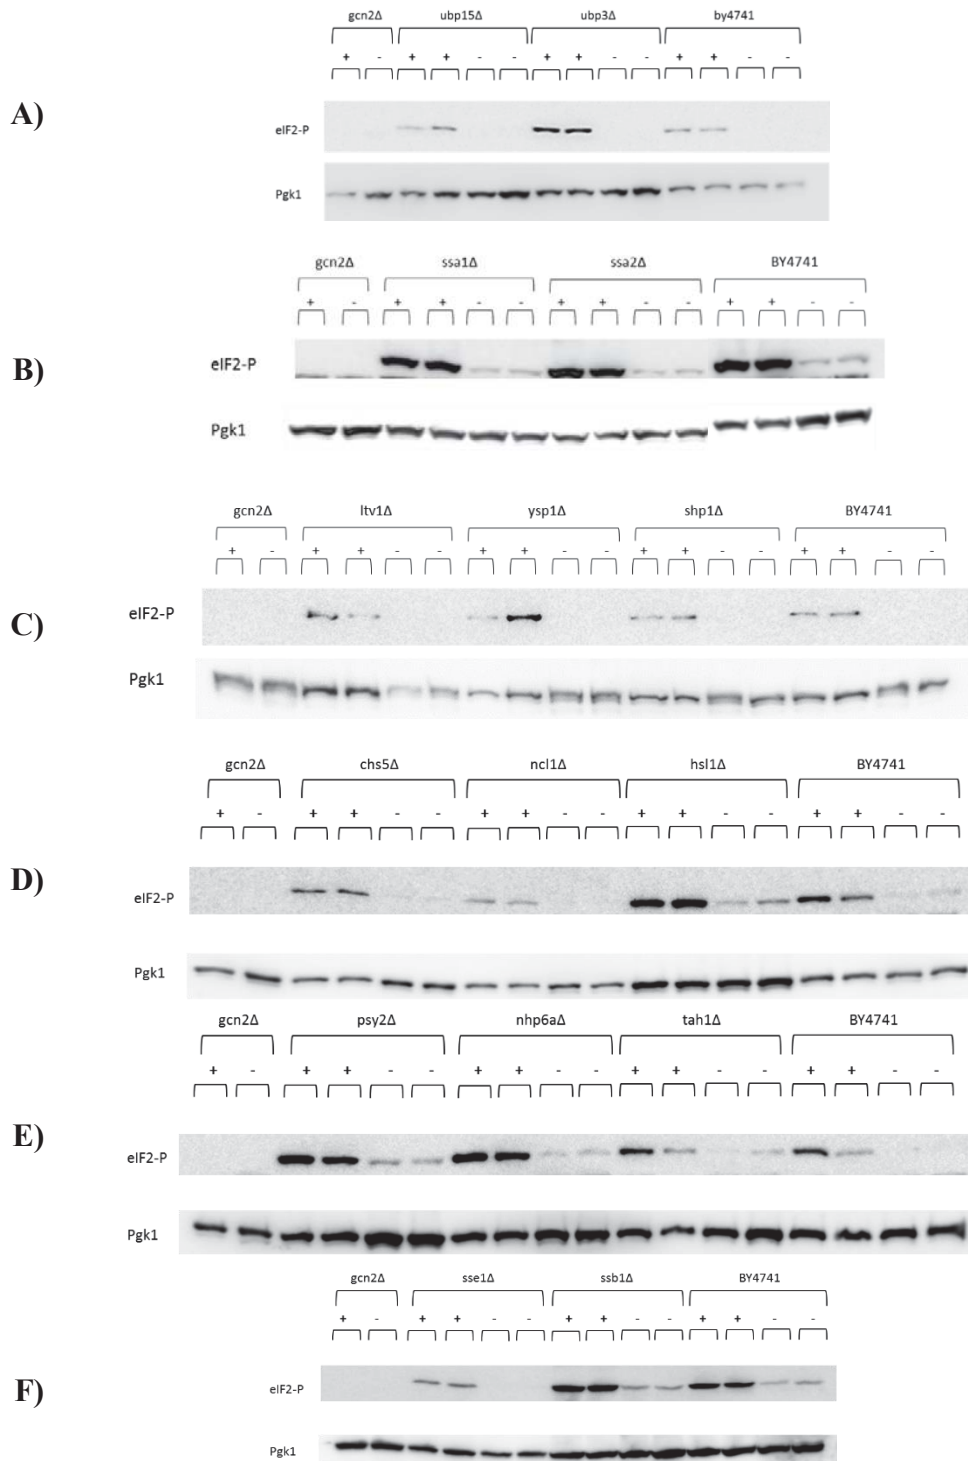 gcn2Δ ubp15Δ ubp3Δ by4741
+ - + + - - + + - - + + - -
A)
eIF2-P
Pgk1
gcn2Δ ssa1Δ ssa2Δ BY4741
+ - + + - - + + - - + + - -
B)
eIF2-P
Pgk1
gcn2Δ ltv1Δ ysp1Δ shp1Δ BY4741
+ - + + - - + + - - + + - - + + - -
C)
eIF2-P
Pgk1
gcn2Δ chs5Δ ncl1Δ hsl1Δ BY4741
+ - + + - - + + - - + + - - + + - -
D)
eIF2-P
Pgk1
gcn2Δ psy2Δ nhp6aΔ tah1Δ BY4741
+ - + + - - + + - - + + - - + + - -
E)
eIF2-P
Pgk1
gcn2Δ sse1Δ ssb1Δ BY4741
+ - + + - - + + - - + + - -
F)
eIF2-P
Pgk1